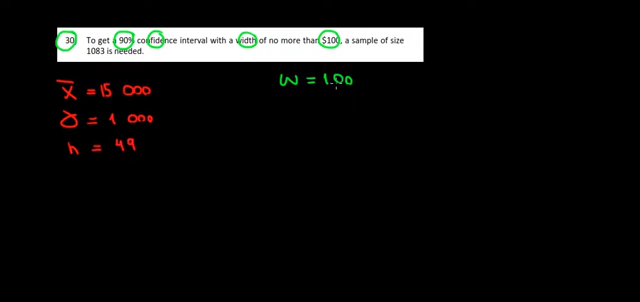 30 To get a 90% confidence interval with a width of no more than $100, a sample of size
1083 is needed.
x̄ = 15 000
σ = 1 000
n = 49
W = 100